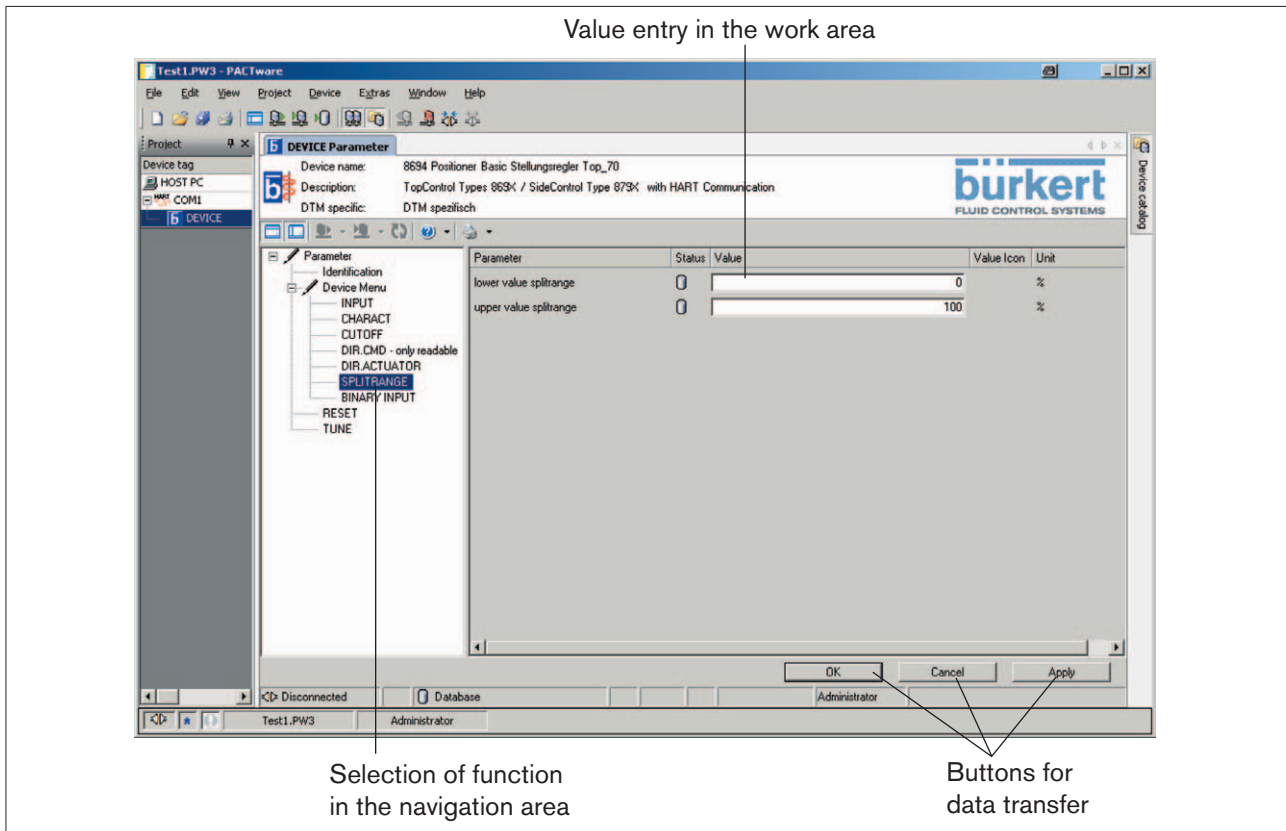 Value entry in the work area
Test1.PW3 - PACTware
File Edit View Project Device Extras Window Help
Project
Device tag
HOST PC
HART COM1
DEVICE
DEVICE Parameter
Device name: 8694 Positioner Basic Stellungsregler Top_70
Description: TopControl Types 869X / SideControl Type 879X with HART Communication
DTM specific: DTM spezifisch
burkert
FLUID CONTROL SYSTEMS
Device catalog
Parameter
Identification
Device Menu
INPUT
CHARACT
CUTOFF
DIR.CMD - only readable
DIR.ACTUATOR
SPLITRANGE
BINARY INPUT
RESET
TUNE
Parameter Status Value Value Icon Unit
lower value splitrange 0 %
upper value splitrange 100 %
OK Cancel Apply
Disconnected Database Administrator
Test1.PW3 Administrator
Selection of function
in the navigation area
Buttons for
data transfer